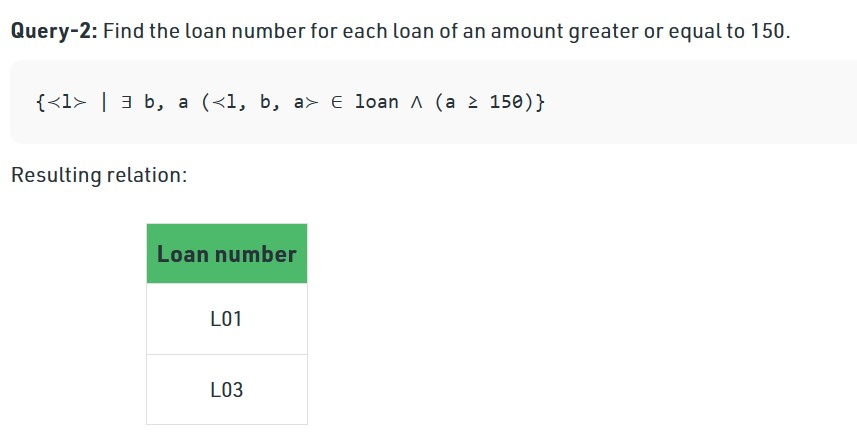 Query-2: Find the loan number for each loan of an amount greater or equal to 150.
{≺l≻ | ∃ b, a (≺l, b, a≻ ∈ loan ∧ (a ≥ 150)}
Resulting relation:
Loan number
L01
L03